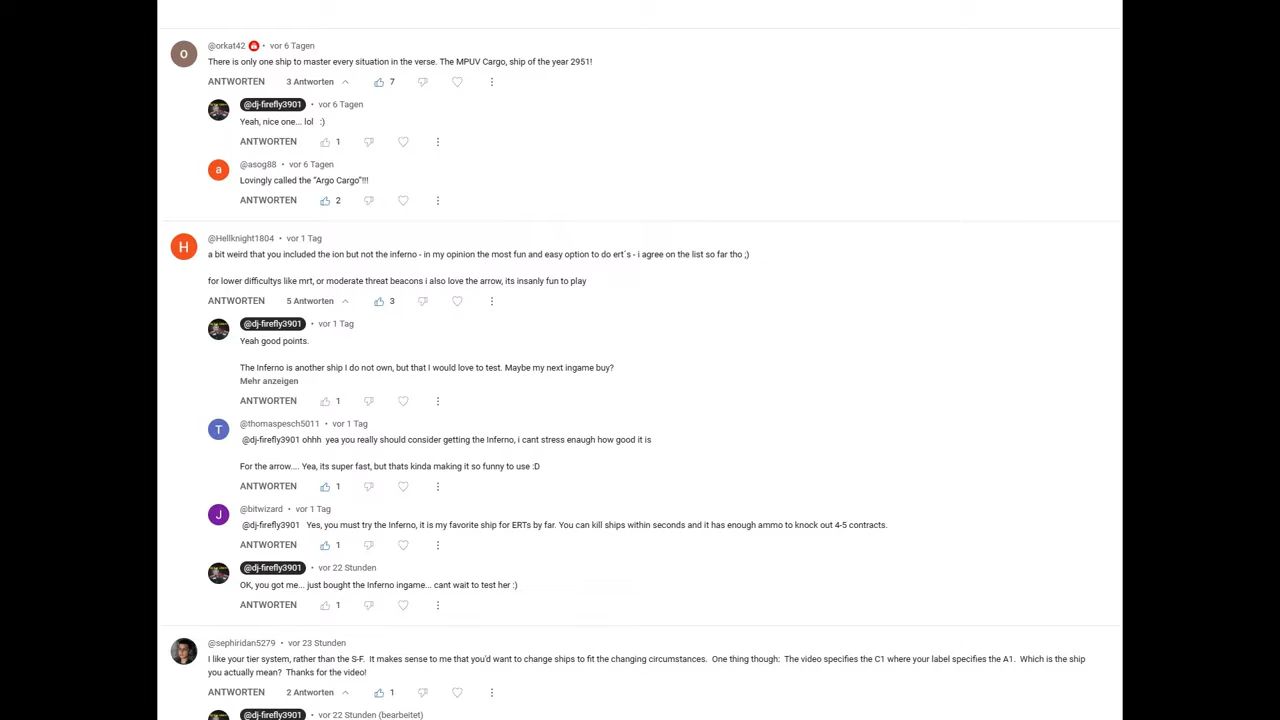 O
@orkat42 • vor 6 Tagen
There is only one ship to master every situation in the verse. The MPUV Cargo, ship of the year 2951!
ANTWORTEN 3 Antworten 7
@dj-firefly3901 • vor 6 Tagen
Yeah, nice one... lol :)
ANTWORTEN 1
a
@asog88 • vor 6 Tagen
Lovingly called the “Argo Cargo”!!!
ANTWORTEN 2
H
@Hellknight1804 • vor 1 Tag
a bit weird that you included the ion but not the inferno - in my opinion the most fun and easy option to do ert´s - i agree on the list so far tho ;)
for lower difficultys like mrt, or moderate threat beacons i also love the arrow, its insanly fun to play
ANTWORTEN 5 Antworten 3
@dj-firefly3901 • vor 1 Tag
Yeah good points.
The Inferno is another ship I do not own, but that I would love to test. Maybe my next ingame buy?
Mehr anzeigen
ANTWORTEN 1
T
@thomaspesch5011 • vor 1 Tag
@dj-firefly3901 ohhh yea you really should consider getting the Inferno, i cant stress enaugh how good it is
For the arrow.... Yea, its super fast, but thats kinda making it so funny to use :D
ANTWORTEN 1
J
@bitwizard • vor 1 Tag
@dj-firefly3901 Yes, you must try the Inferno, it is my favorite ship for ERTs by far. You can kill ships within seconds and it has enough ammo to knock out 4-5 contracts.
ANTWORTEN 1
@dj-firefly3901 • vor 22 Stunden
OK, you got me... just bought the Inferno ingame... cant wait to test her :)
ANTWORTEN 1
@sephiridan5279 • vor 23 Stunden
I like your tier system, rather than the S-F. It makes sense to me that you'd want to change ships to fit the changing circumstances. One thing though: The video specifies the C1 where your label specifies the A1. Which is the ship
you actually mean? Thanks for the video!
ANTWORTEN 2 Antworten 1
@dj-firefly3901 • vor 22 Stunden (bearbeitet)